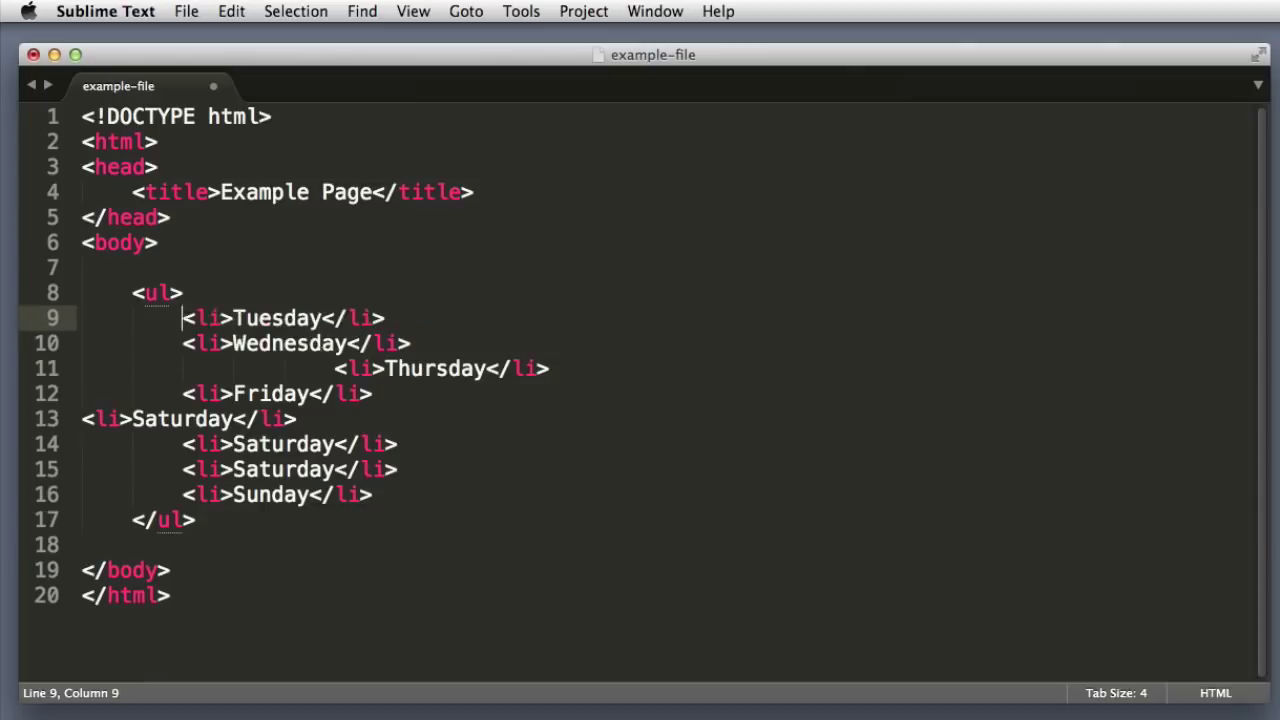 Sublime Text File Edit Selection Find View Goto Tools Project Window Help
example-file
example-file
1 <!DOCTYPE html>
2 <html>
3 <head>
4     <title>Example Page</title>
5 </head>
6 <body>
7
8     <ul>
9         <li>Tuesday</li>
10         <li>Wednesday</li>
11                     <li>Thursday</li>
12         <li>Friday</li>
13 <li>Saturday</li>
14         <li>Saturday</li>
15         <li>Saturday</li>
16         <li>Sunday</li>
17     </ul>
18
19 </body>
20 </html>
Line 9, Column 9 Tab Size: 4 HTML